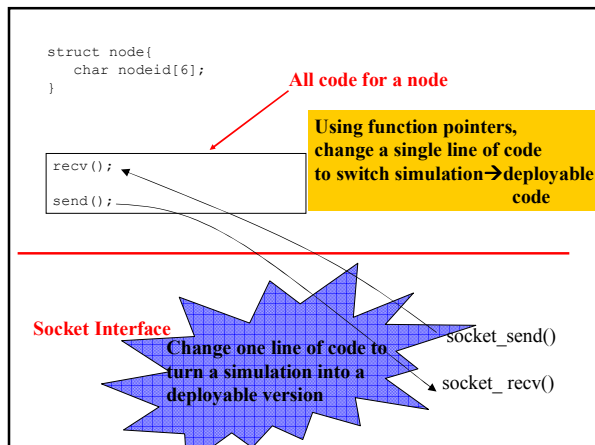 struct node{
char nodeid[6];
}
All code for a node
Using function pointers,
change a single line of code
to switch simulation→deployable
code
recv();
send();
Socket Interface
Change one line of code to
turn a simulation into a
deployable version
socket_send()
socket_ recv()